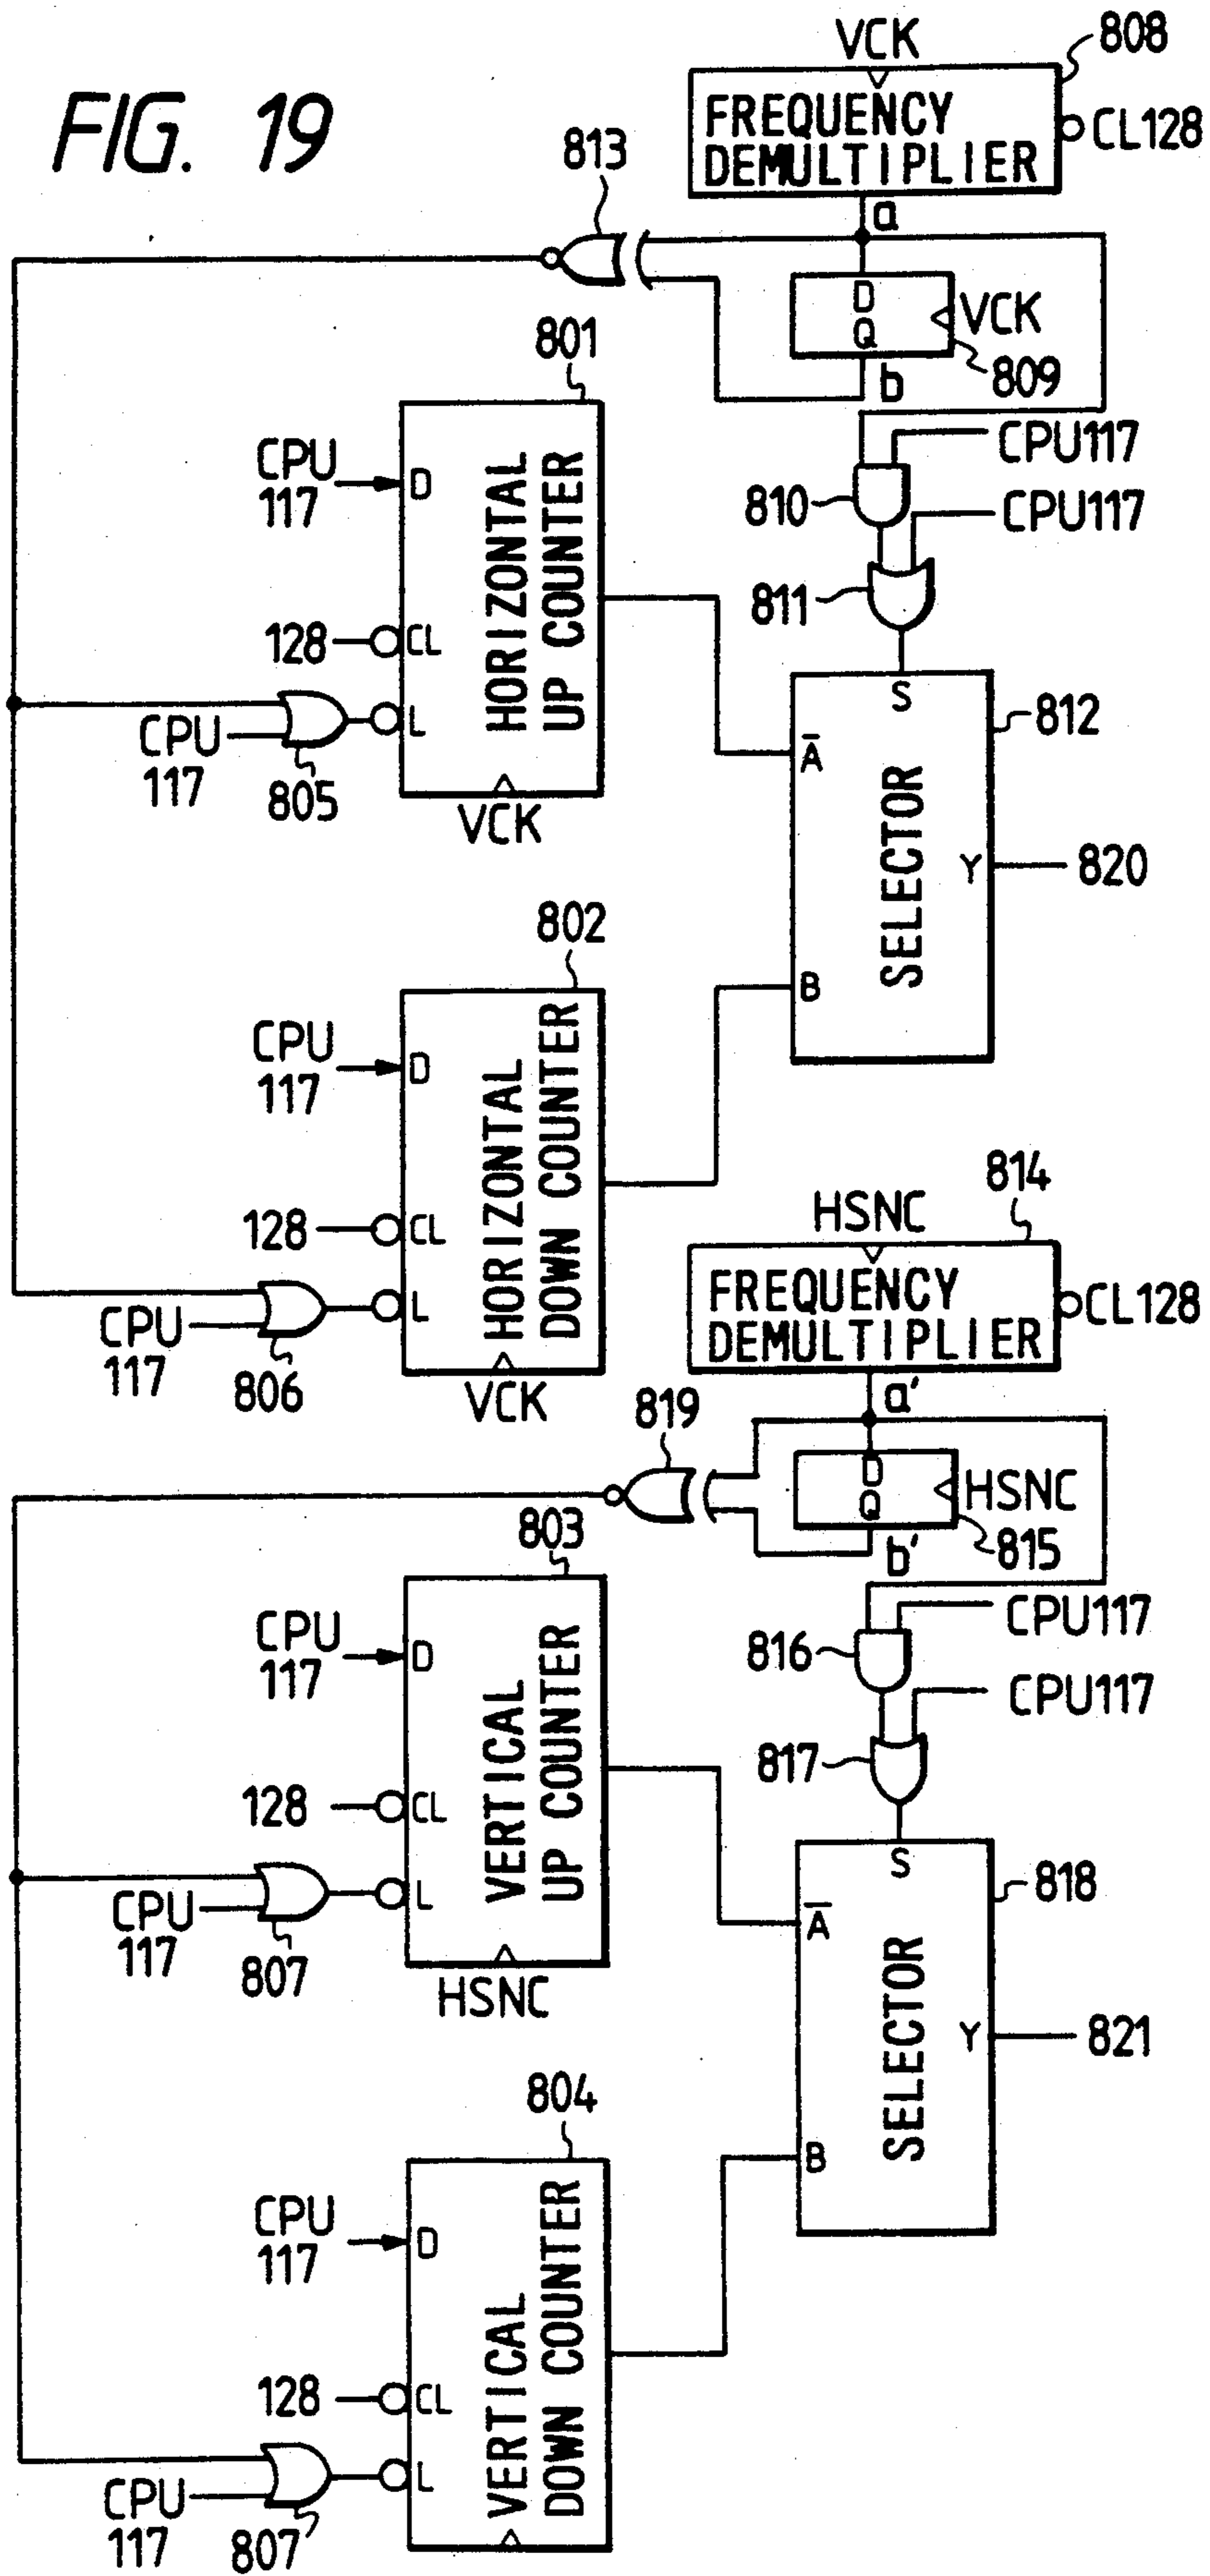 FIG. 19
VCK
808
FREQUENCY
DEMULTIPLIER
CL128
813
a
D
Q
VCK
809
b
801
CPU
117
D
HORIZONTAL
UP COUNTER
CPU117
810
CPU117
811
128
CL
CPU
117
805
L
VCK
S
812
A
SELECTOR
Y
820
B
802
CPU
117
D
HORIZONTAL
DOWN COUNTER
128
CL
CPU
117
806
L
VCK
814
HSNC
FREQUENCY
DEMULTIPLIER
CL128
a'
819
D
Q
HSNC
815
b'
803
CPU
117
D
VERTICAL
UP COUNTER
CPU117
816
CPU117
817
128
CL
CPU
117
807
L
HSNC
S
818
A
SELECTOR
Y
821
B
804
CPU
117
D
VERTICAL
DOWN COUNTER
128
CL
CPU
117
807
L